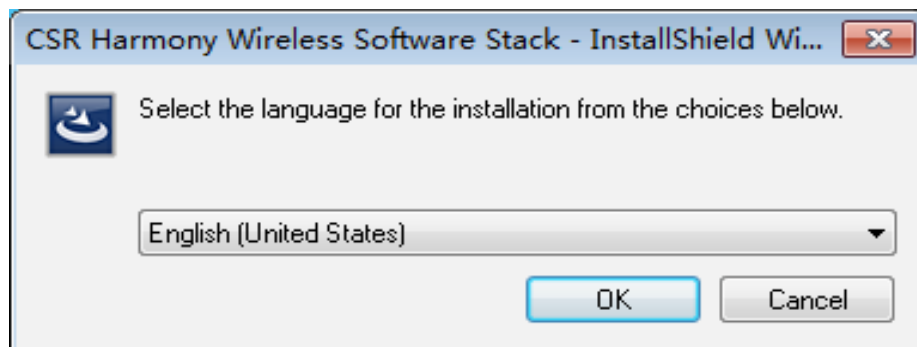 CSR Harmony Wireless Software Stack - InstallShield Wi...
Select the language for the installation from the choices below.
English (United States)
OK
Cancel